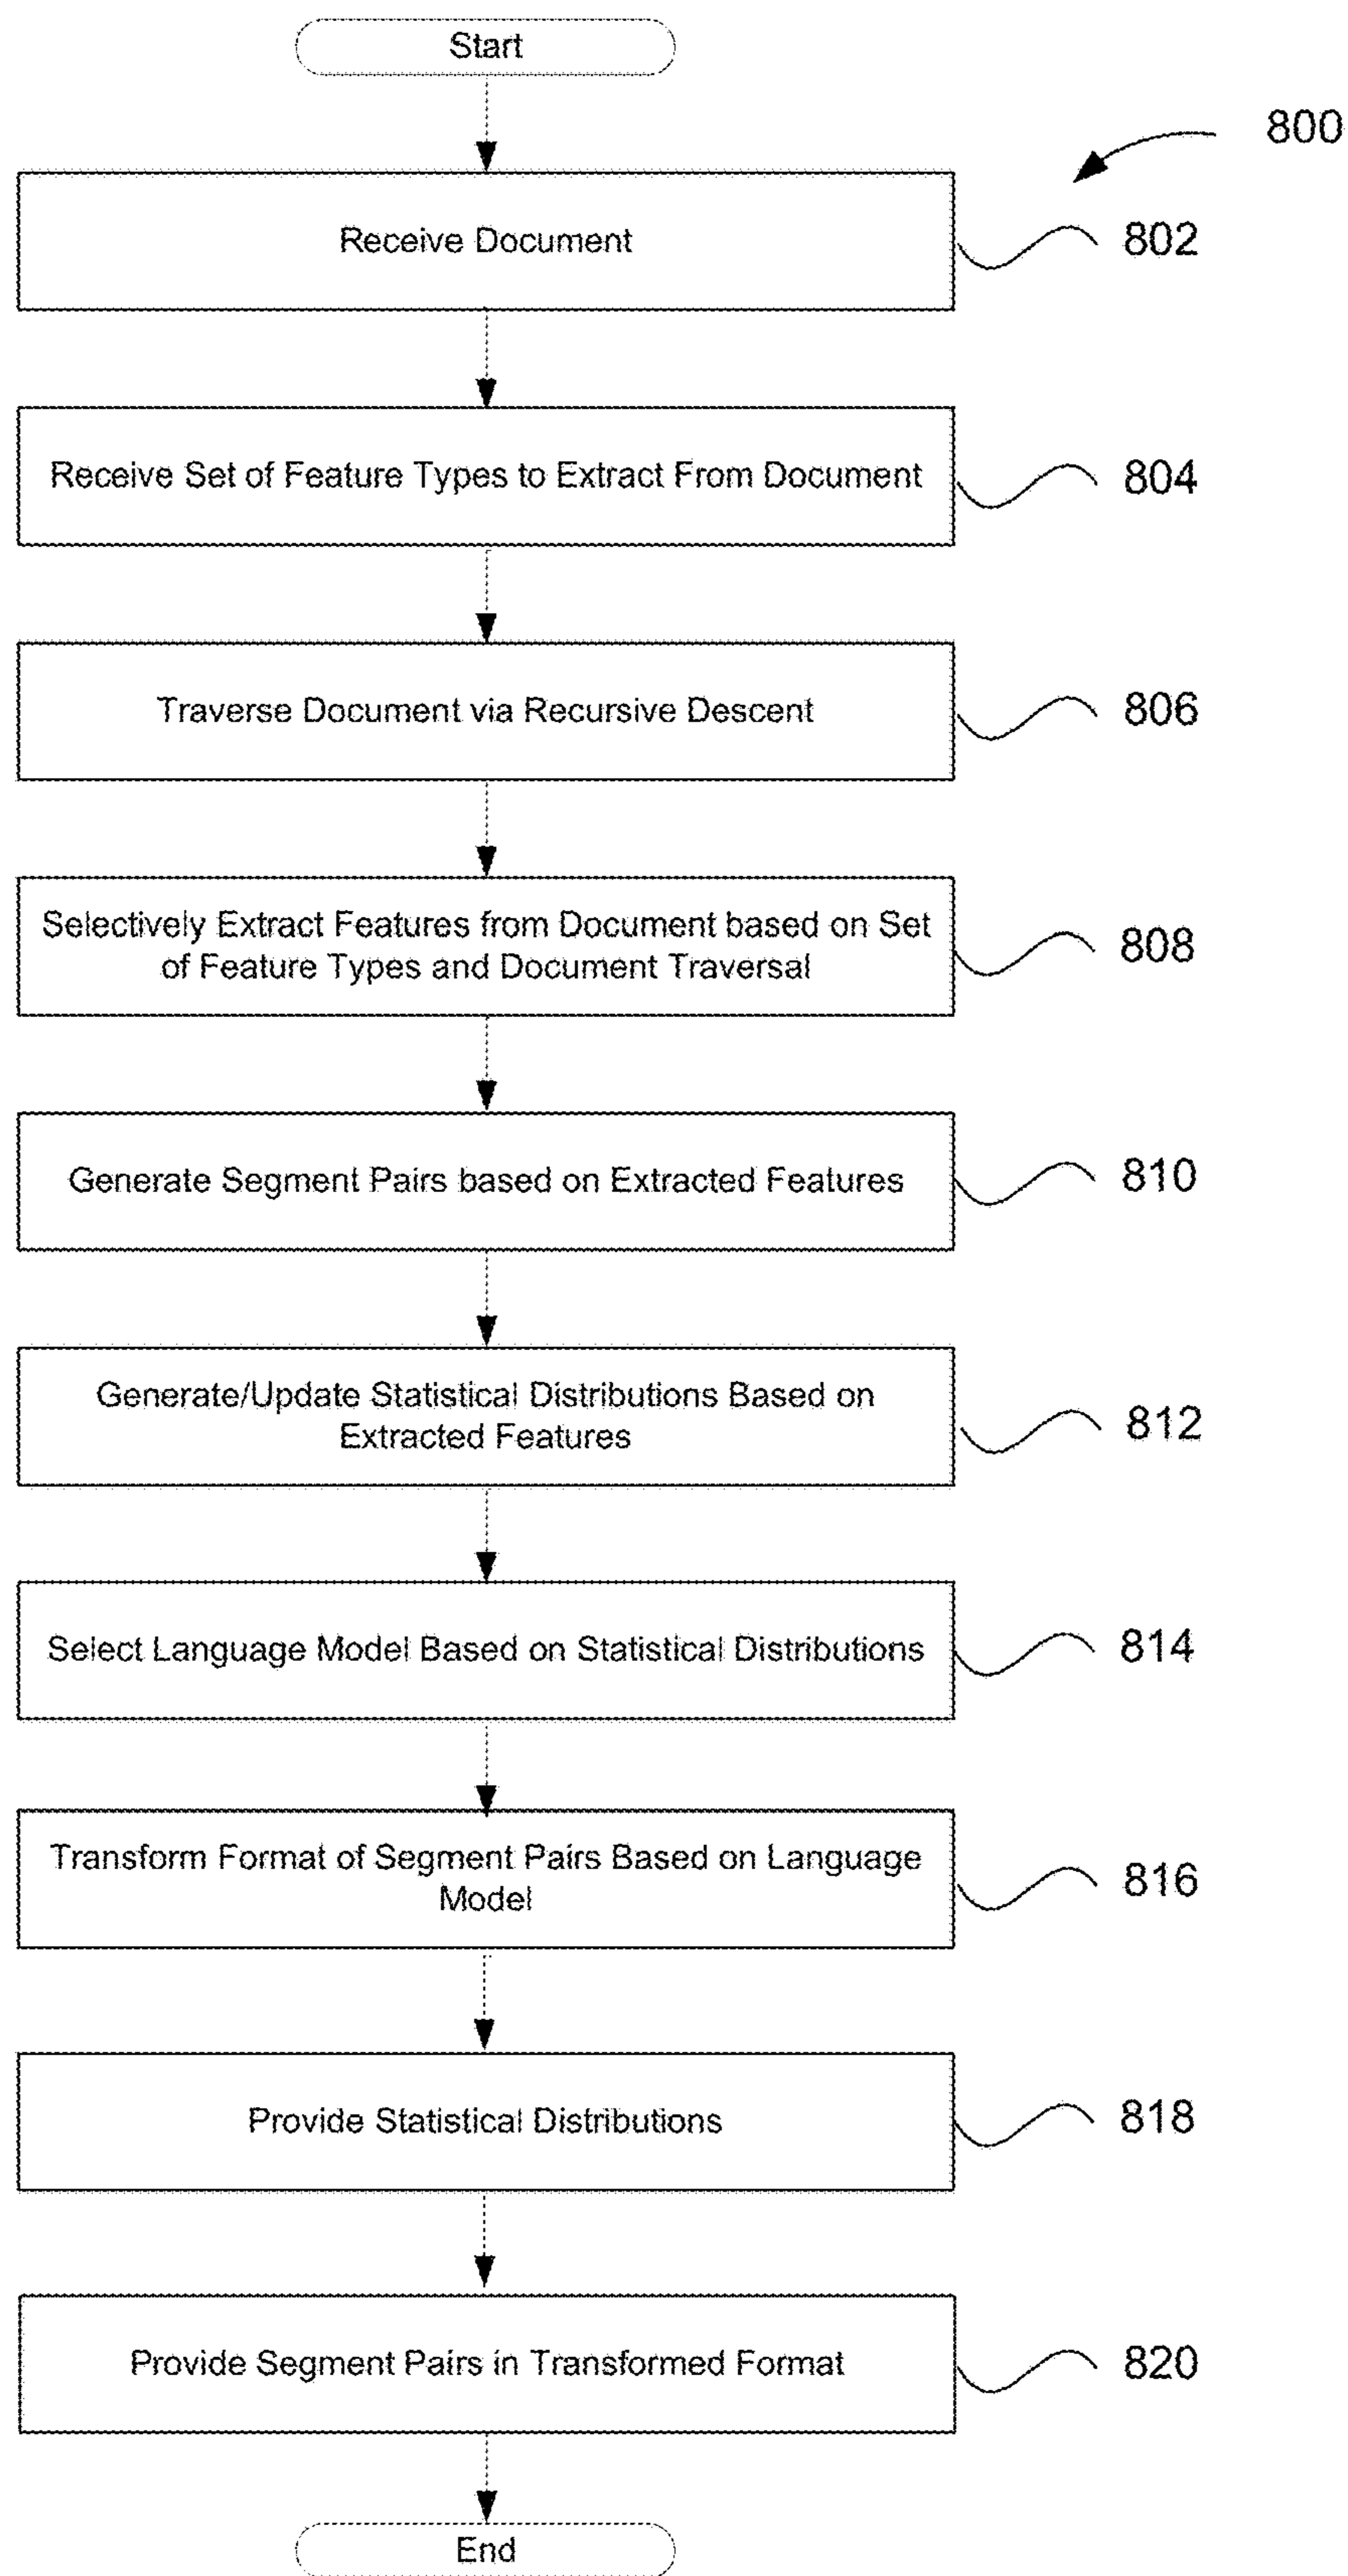 Start
800
Receive Document
802
Receive Set of Feature Types to Extract From Document
804
Traverse Document via Recursive Descent
806
Selectively Extract Features from Document based on Set
of Feature Types and Document Traversal
808
Generate Segment Pairs based on Extracted Features
810
Generate/Update Statistical Distributions Based on
Extracted Features
812
Select Language Model Based on Statistical Distributions
814
Transform Format of Segment Pairs Based on Language
Model
816
Provide Statistical Distributions
818
Provide Segment Pairs in Transformed Format
820
End